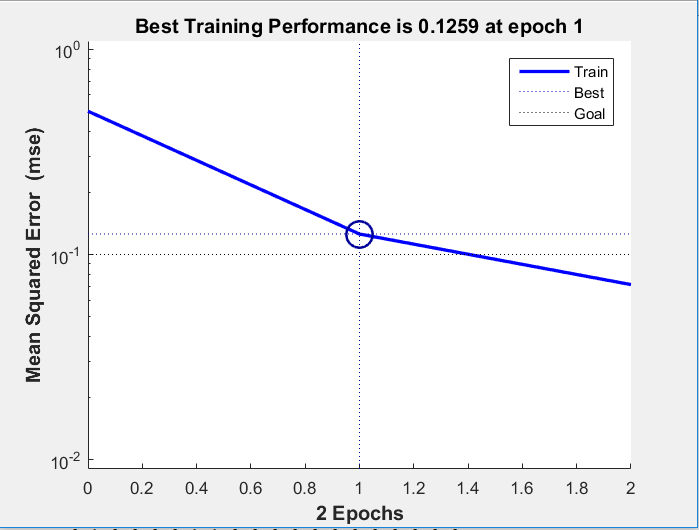 Best Training Performance is 0.1259 at epoch 1
10^0
10^-1
10^-2
Mean Squared Error (mse)
Train
Best
Goal
0 0.2 0.4 0.6 0.8 1 1.2 1.4 1.6 1.8 2
2 Epochs